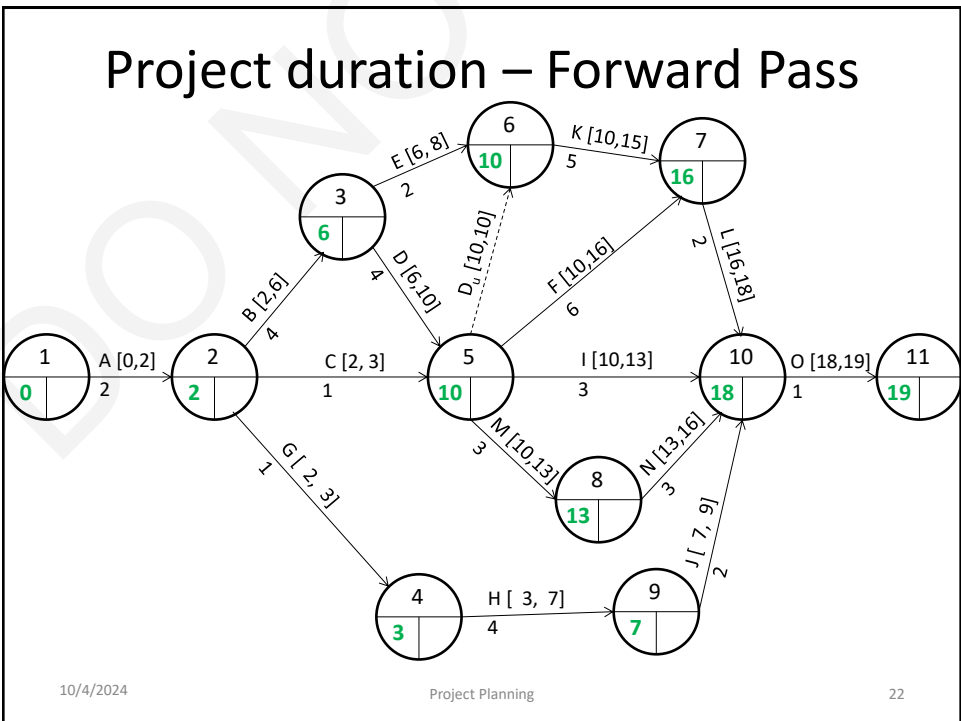 Project duration – Forward Pass
6
10
K [10,15]
5
7
16
E [6, 8]
2
3
6
D [6,10]
4
Du [10,10]
F [10,16]
6
L [16,18]
2
B [2,6]
4
1
0
A [0,2]
2
2
2
C [2, 3]
1
5
10
I [10,13]
3
10
18
O [18,19]
1
11
19
G [ 2, 3]
1
M [10,13]
3
8
13
N [13,16]
3
J [ 7, 9]
2
4
3
H [ 3, 7]
4
9
7
10/4/2024
Project Planning
22
DO NO